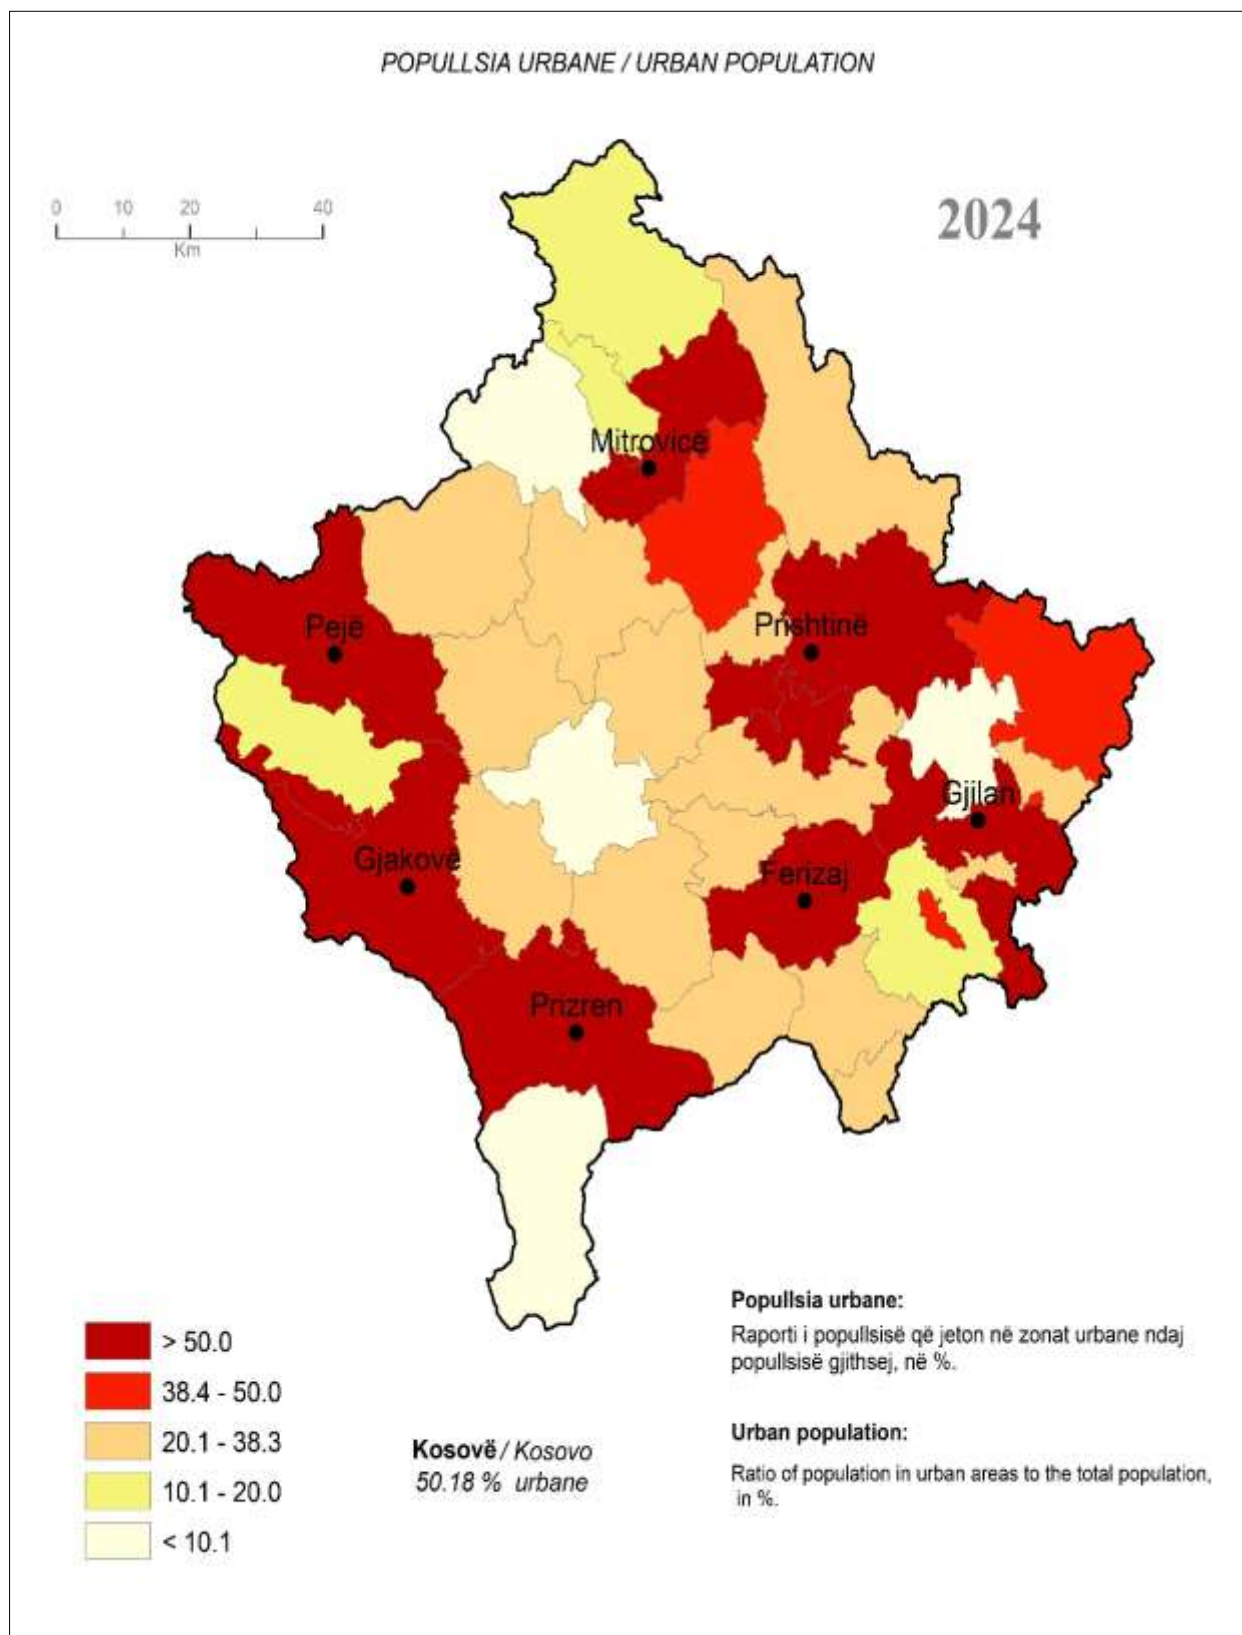 POPULLSIA URBANE / URBAN POPULATION
0 10 20 40
Km
2024
Mitrovicë
Pejë
Prishtinë
Gjilan
Gjakovë
Ferizaj
Prizren
> 50.0
38.4 - 50.0
20.1 - 38.3
10.1 - 20.0
< 10.1
Kosovë / Kosovo
50.18 % urbane
Popullsia urbane:
Raporti i popullsisë që jeton në zonat urbane ndaj
popullsisë gjithsej, në %.
Urban population:
Ratio of population in urban areas to the total population,
in %.